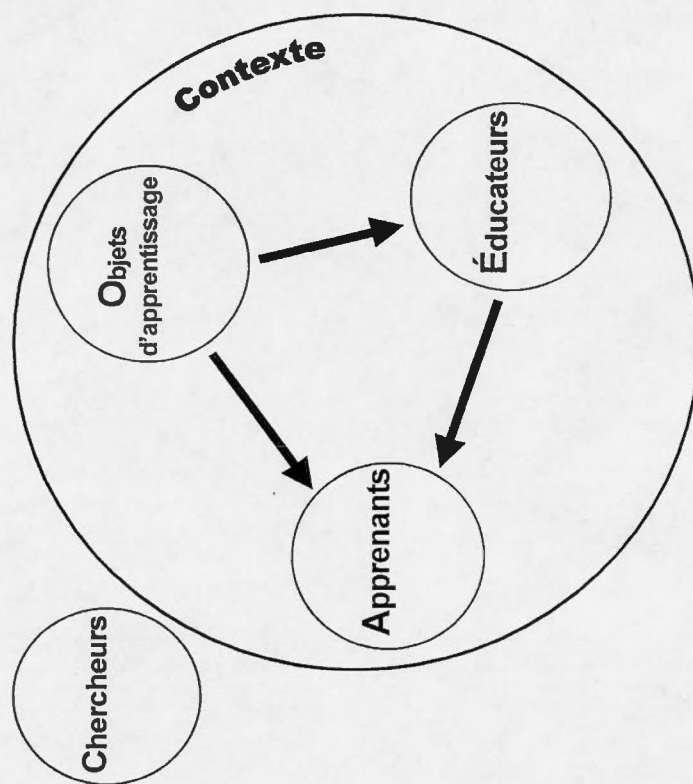 Contexte
Objets
d'apprentissage
Éducateurs
Apprenants
Chercheurs